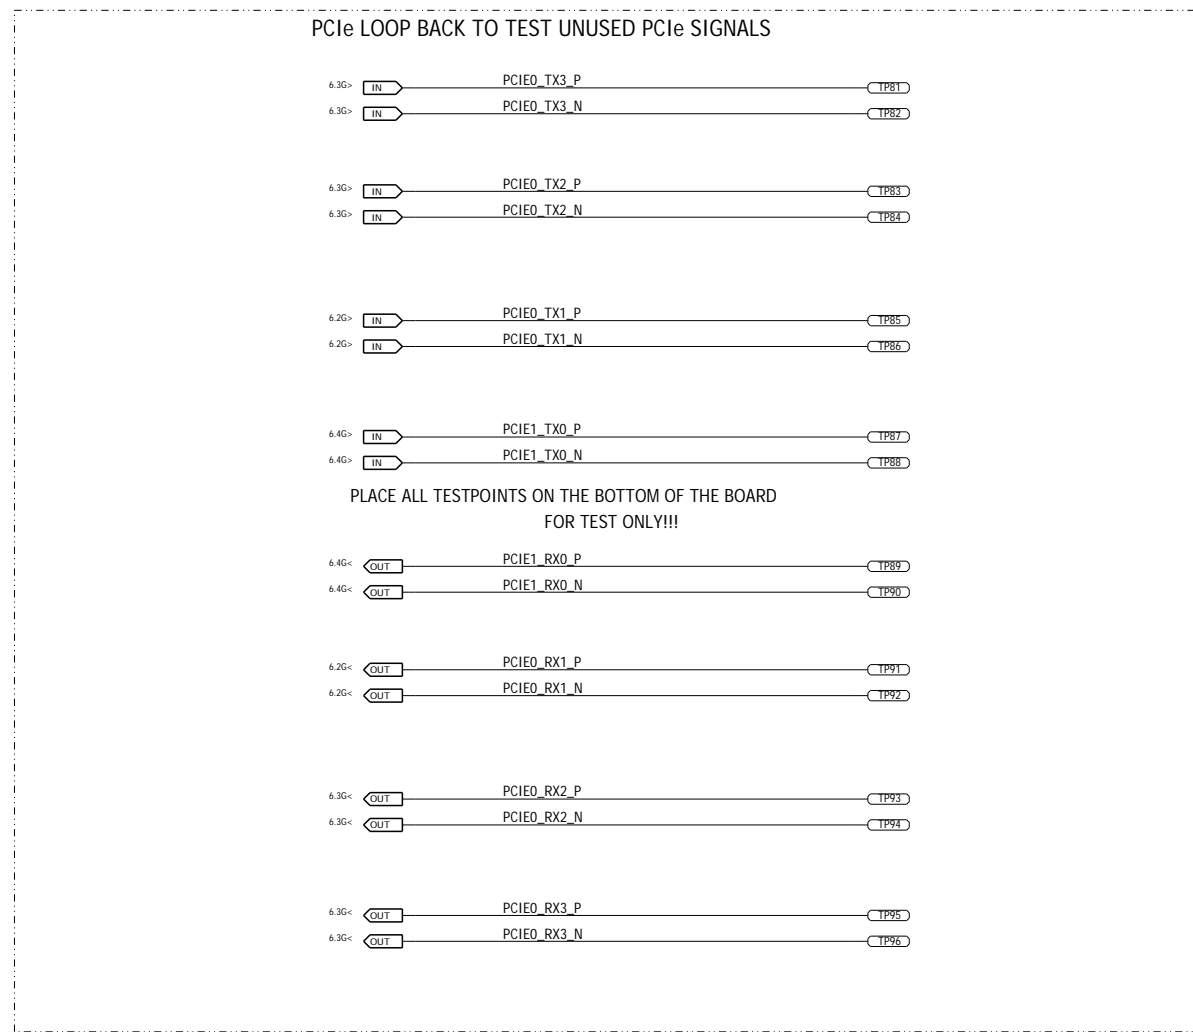 PCIe LOOP BACK TO TEST UNUSED PCIe SIGNALS
6.3G> IN PCIE0_TX3_P TP81
6.3G> IN PCIE0_TX3_N TP82
6.3G> IN PCIE0_TX2_P TP83
6.3G> IN PCIE0_TX2_N TP84
6.2G> IN PCIE0_TX1_P TP85
6.2G> IN PCIE0_TX1_N TP86
6.4G> IN PCIE1_TX0_P TP87
6.4G> IN PCIE1_TX0_N TP88
PLACE ALL TESTPOINTS ON THE BOTTOM OF THE BOARD
FOR TEST ONLY!!!
6.4G< OUT PCIE1_RX0_P TP89
6.4G< OUT PCIE1_RX0_N TP90
6.2G< OUT PCIE0_RX1_P TP91
6.2G< OUT PCIE0_RX1_N TP92
6.3G< OUT PCIE0_RX2_P TP93
6.3G< OUT PCIE0_RX2_N TP94
6.3G< OUT PCIE0_RX3_P TP95
6.3G< OUT PCIE0_RX3_N TP96